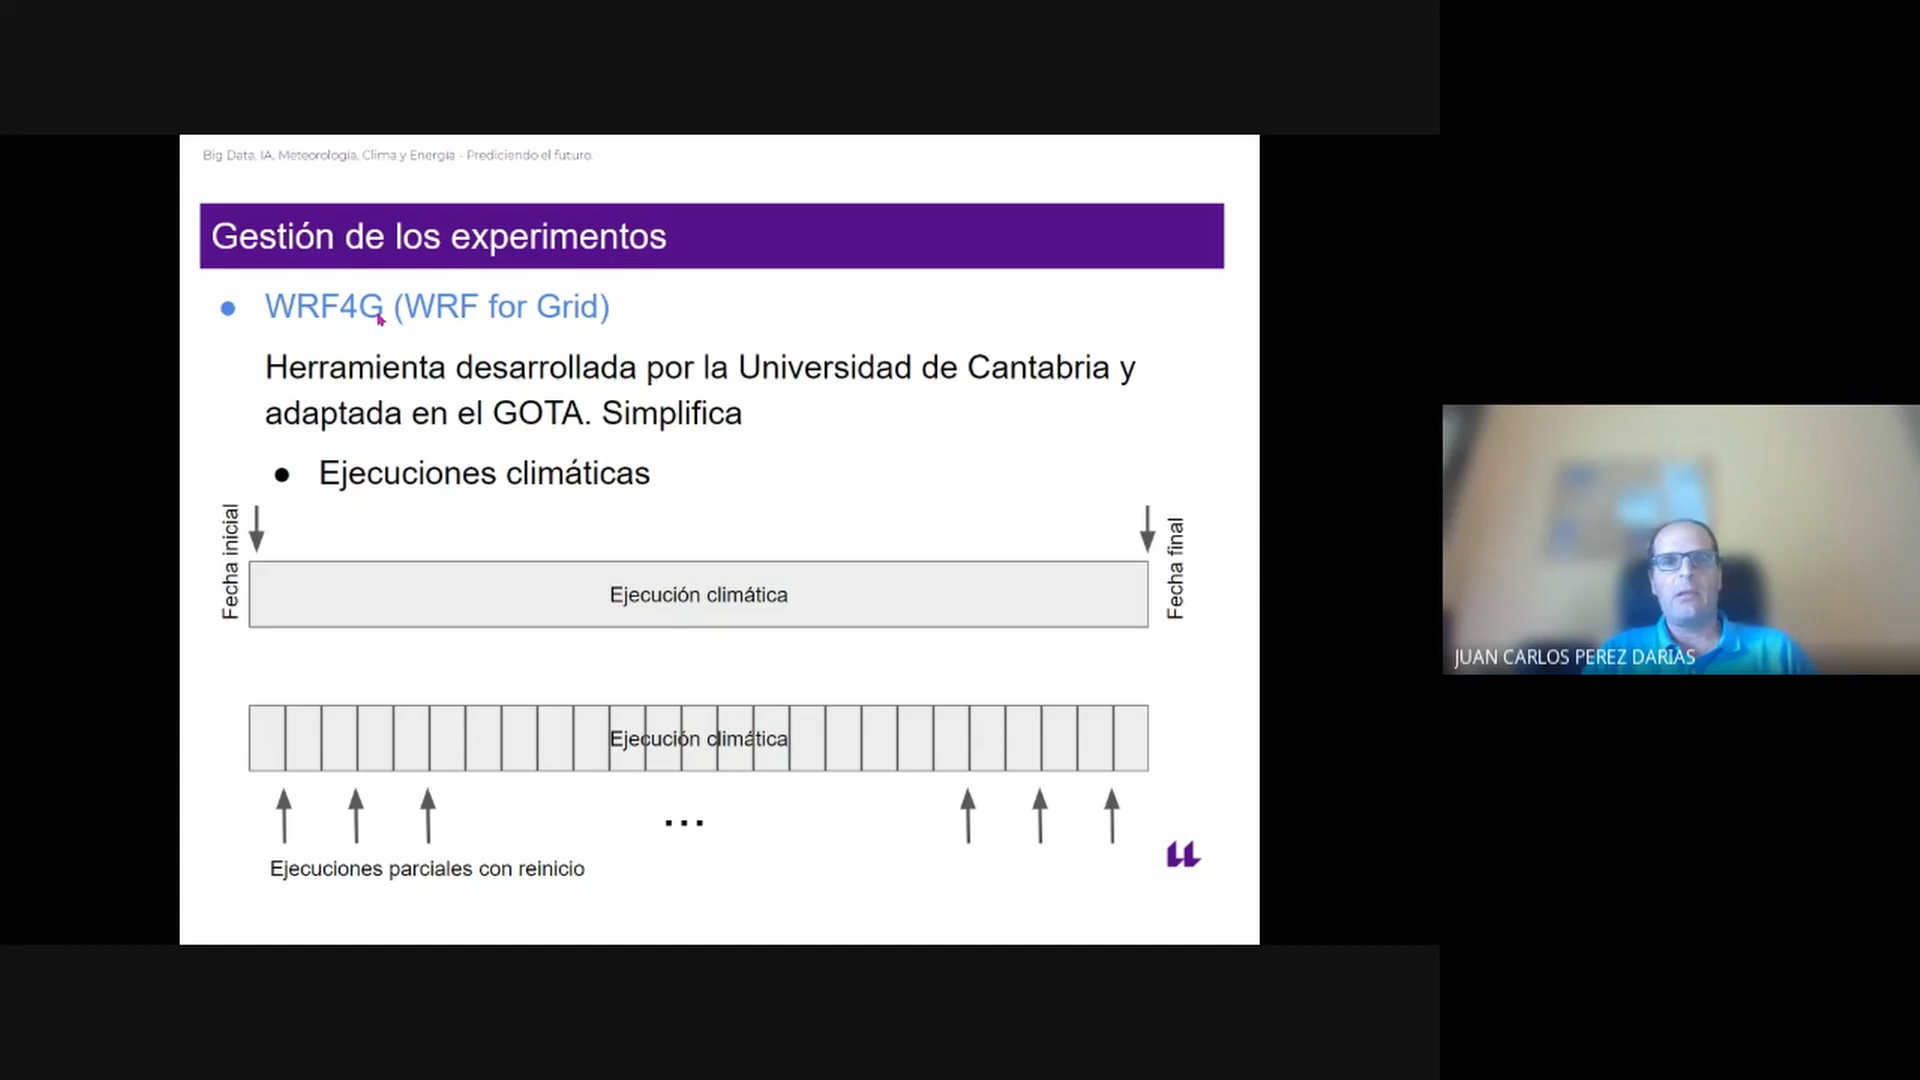 Big Data, IA, Meteorología, Clima y Energía - Prediciendo el futuro.
Gestión de los experimentos
● WRF4G (WRF for Grid)
Herramienta desarrollada por la Universidad de Cantabria y
adaptada en el GOTA. Simplifica
● Ejecuciones climáticas
Fecha inicial
Ejecución climática
Fecha final
Ejecución climática
...
Ejecuciones parciales con reinicio
JUAN CARLOS PEREZ DARIAS